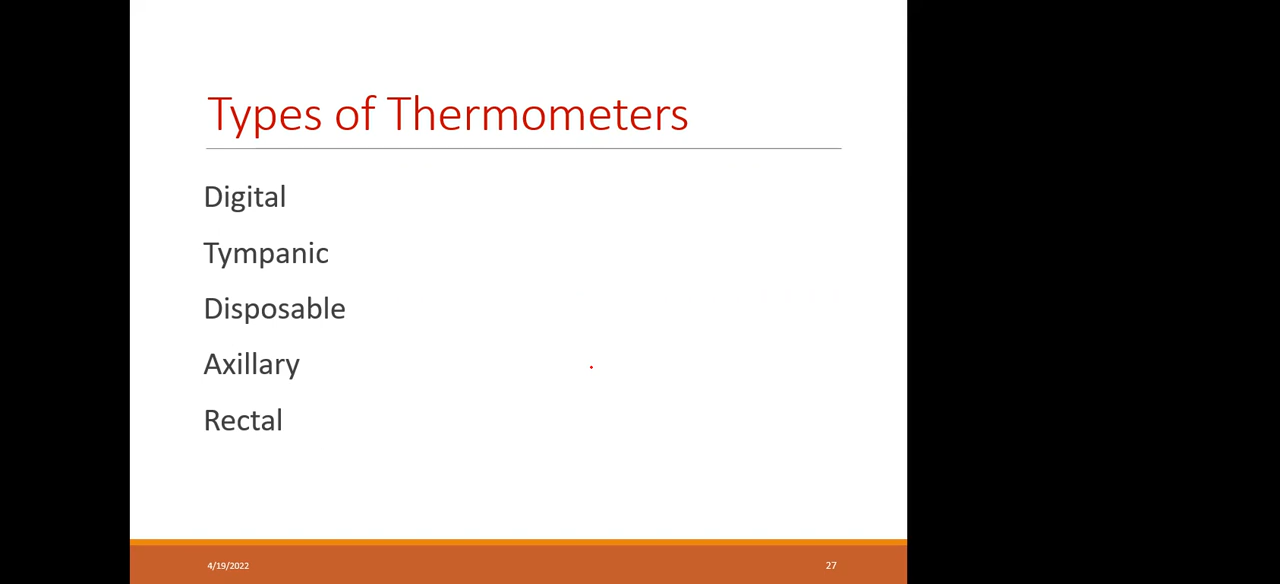 Types of Thermometers
Digital
Tympanic
Disposable
Axillary
Rectal
4/19/2022
27